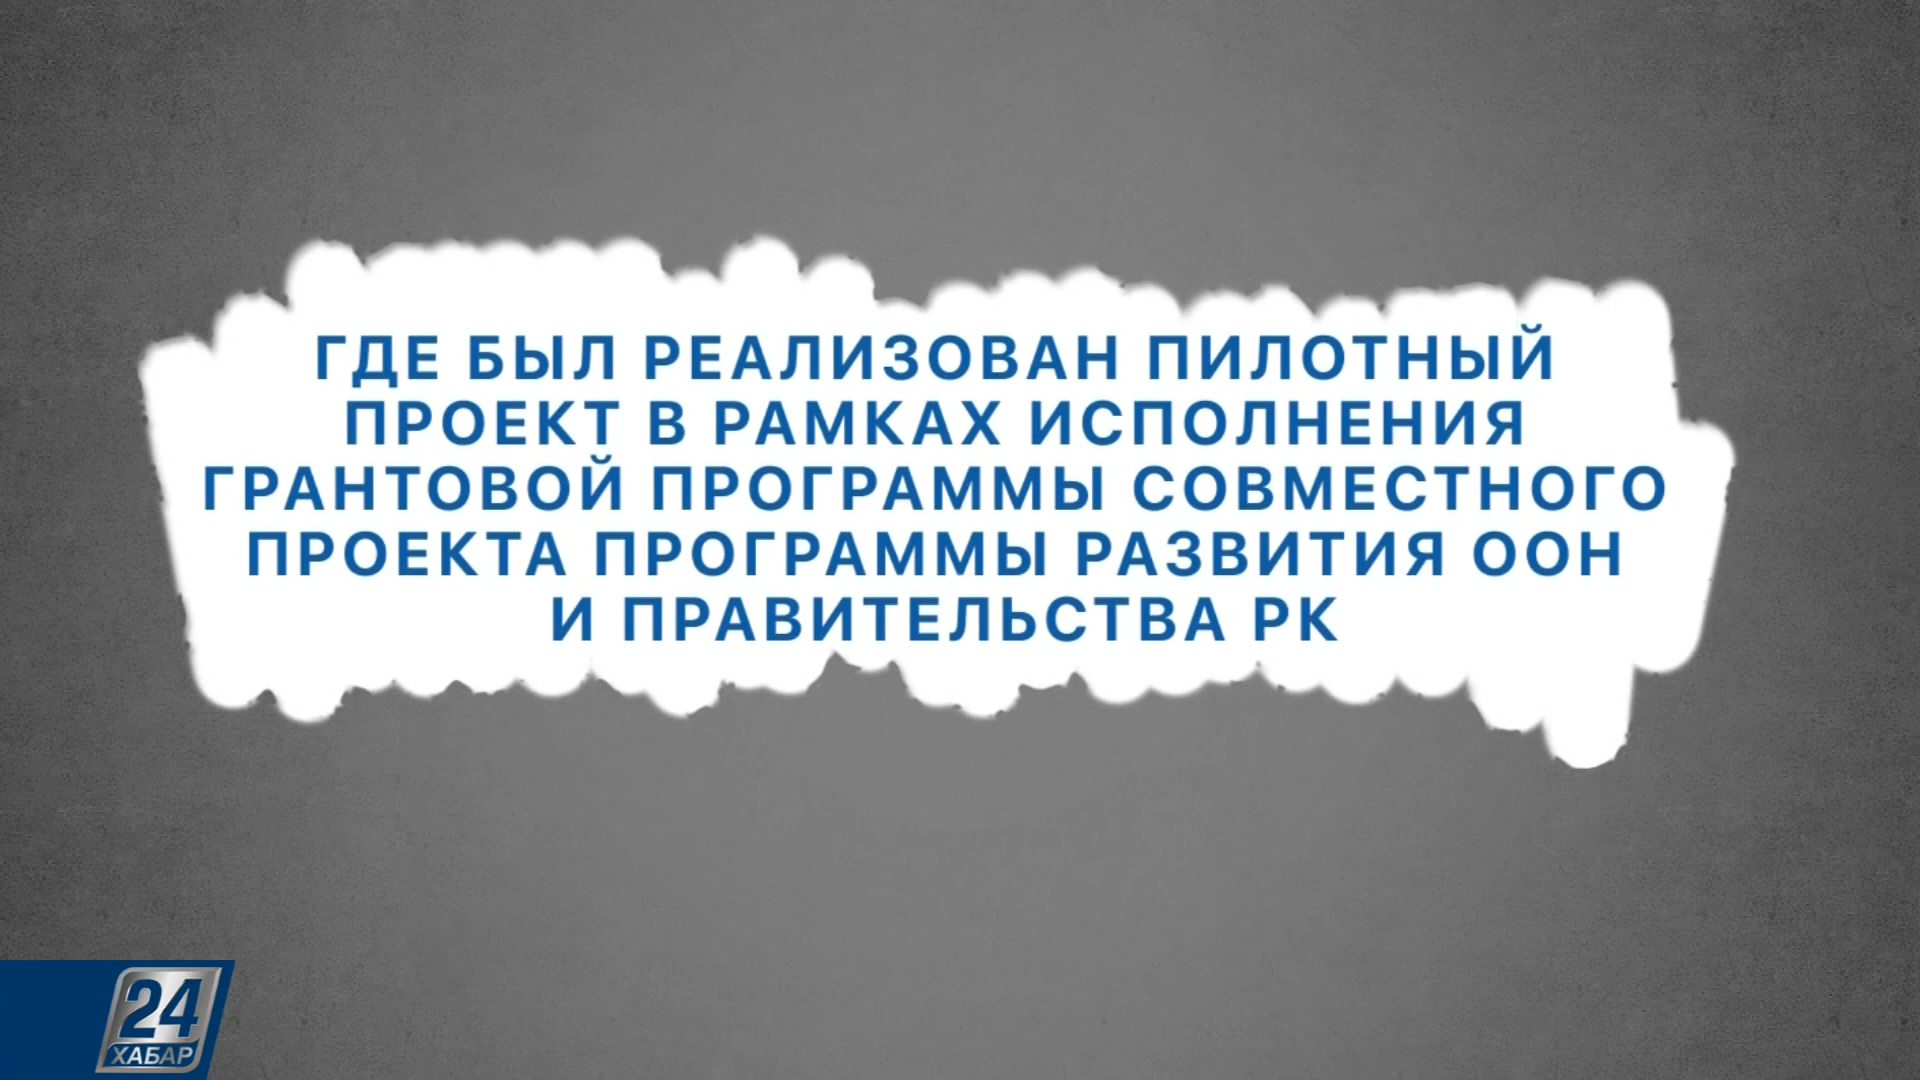 ГДЕ БЫЛ РЕАЛИЗОВАН ПИЛОТНЫЙ
ПРОЕКТ В РАМКАХ ИСПОЛНЕНИЯ
ГРАНТОВОЙ ПРОГРАММЫ СОВМЕСТНОГО
ПРОЕКТА ПРОГРАММЫ РАЗВИТИЯ ООН
И ПРАВИТЕЛЬСТВА РК
24
ХАБАР